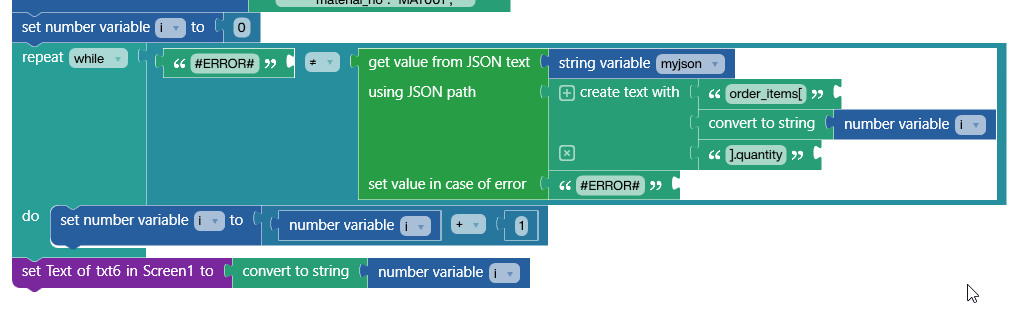 material_no": "MAT001",
set number variable i to 0
repeat while “ #ERROR# ” ≠ get value from JSON text string variable myjson
using JSON path + create text with “ order_items[ ”
convert to string number variable i
“ ].quantity ”
set value in case of error “ #ERROR# ”
do set number variable i to number variable i + 1
set Text of txt6 in Screen1 to convert to string number variable i